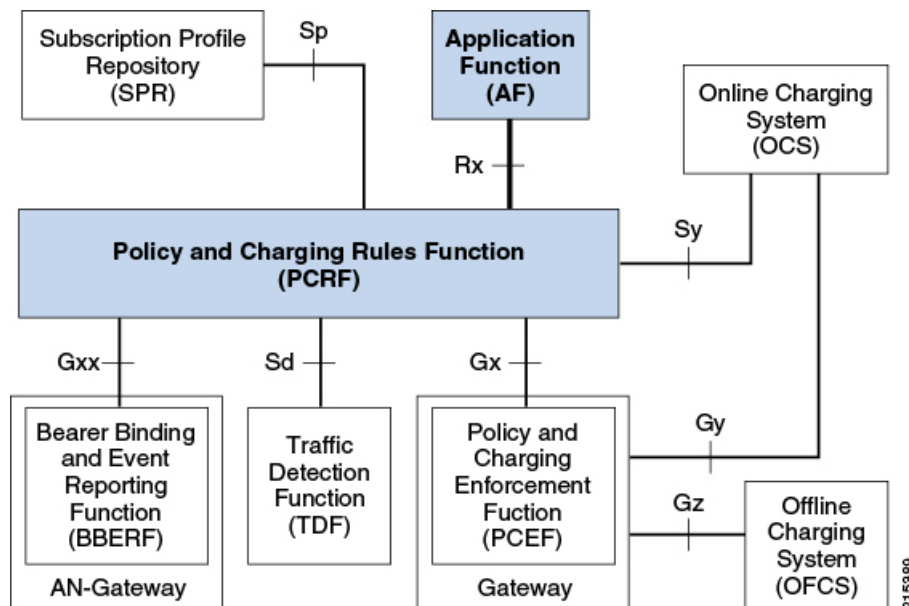 Subscription Profile
Repository
(SPR)
Sp
Application
Function
(AF)
Online Charging
System
(OCS)
Rx
Policy and Charging Rules Function
(PCRF)
Sy
Gxx
Sd
Gx
Bearer Binding
and Event
Reporting
Function
(BBERF)
AN-Gateway
Traffic
Detection
Function
(TDF)
Policy and
Charging
Enforcement
Fuction
(PCEF)
Gateway
Gy
Gz
Offline
Charging
System
(OFCS)